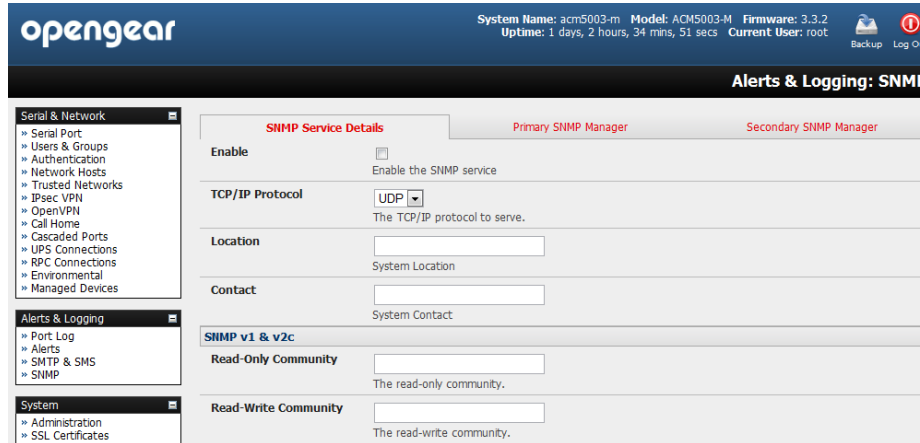 opengear
System Name: acm5003-m Model: ACM5003-M Firmware: 3.3.2
Uptime: 1 days, 2 hours, 34 mins, 51 secs Current User: root
Backup
Log O
Alerts & Logging: SNM
Serial & Network
» Serial Port
» Users & Groups
» Authentication
» Network Hosts
» Trusted Networks
» IPsec VPN
» OpenVPN
» Call Home
» Cascaded Ports
» UPS Connections
» RPC Connections
» Environmental
» Managed Devices
Alerts & Logging
» Port Log
» Alerts
» SMTP & SMS
» SNMP
System
» Administration
» SSL Certificates
SNMP Service Details
Primary SNMP Manager
Secondary SNMP Manager
Enable
Enable the SNMP service
TCP/IP Protocol
UDP
The TCP/IP protocol to serve.
Location
System Location
Contact
System Contact
SNMP v1 & v2c
Read-Only Community
The read-only community.
Read-Write Community
The read-write community.